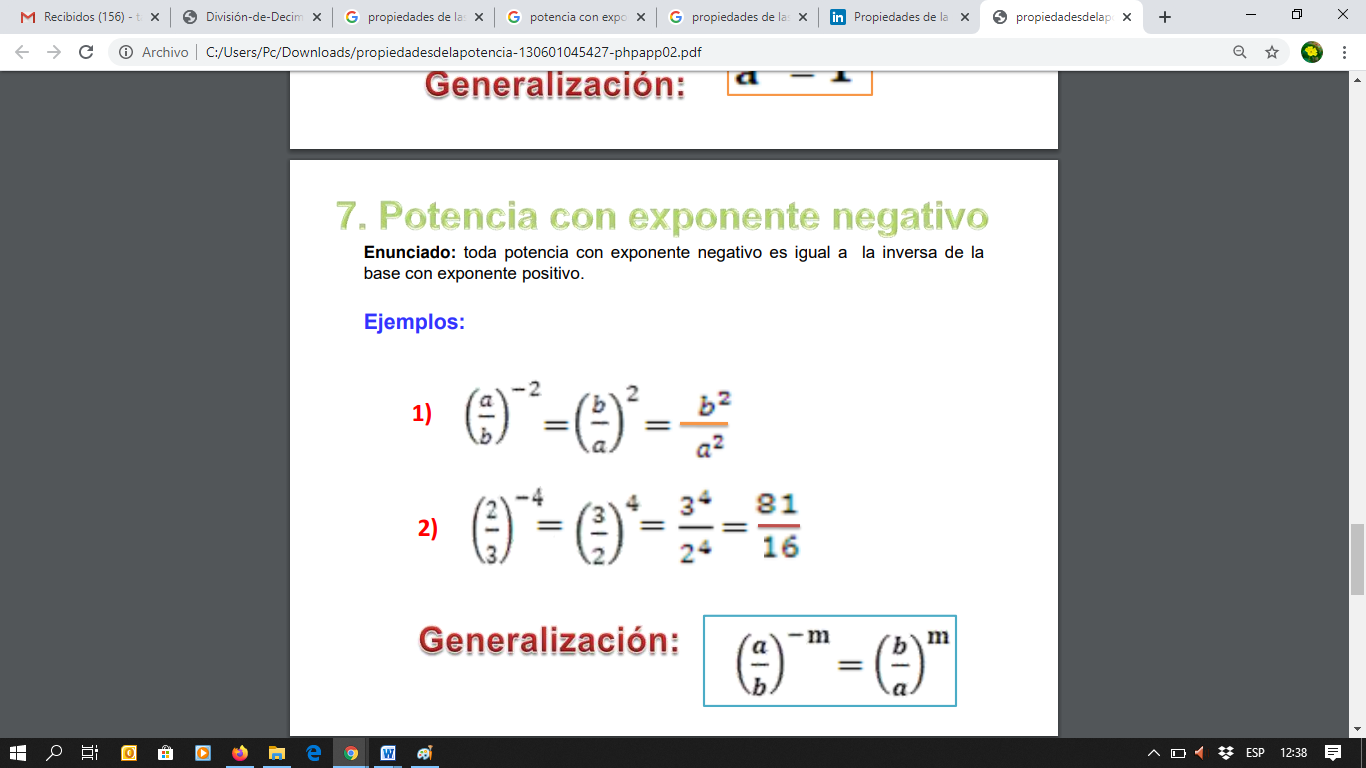 Recibidos (156) - t
División-de-Decim
propiedades de las
potencia con expo
propiedades de las
Propiedades de la
propiedadesdelap
Archivo C:/Users/Pc/Downloads/propiedadesdelapotencia-130601045427-phpapp02.pdf
Generalización:
7. Potencia con exponente negativo
Enunciado: toda potencia con exponente negativo es igual a la inversa de la
base con exponente positivo.
Ejemplos:
1) (a/b)^-2 = (b/a)^2 = b^2/a^2
2) (2/3)^-4 = (3/2)^4 = 3^4/2^4 = 81/16
Generalización: (a/b)^-m = (b/a)^m
ESP 12:38